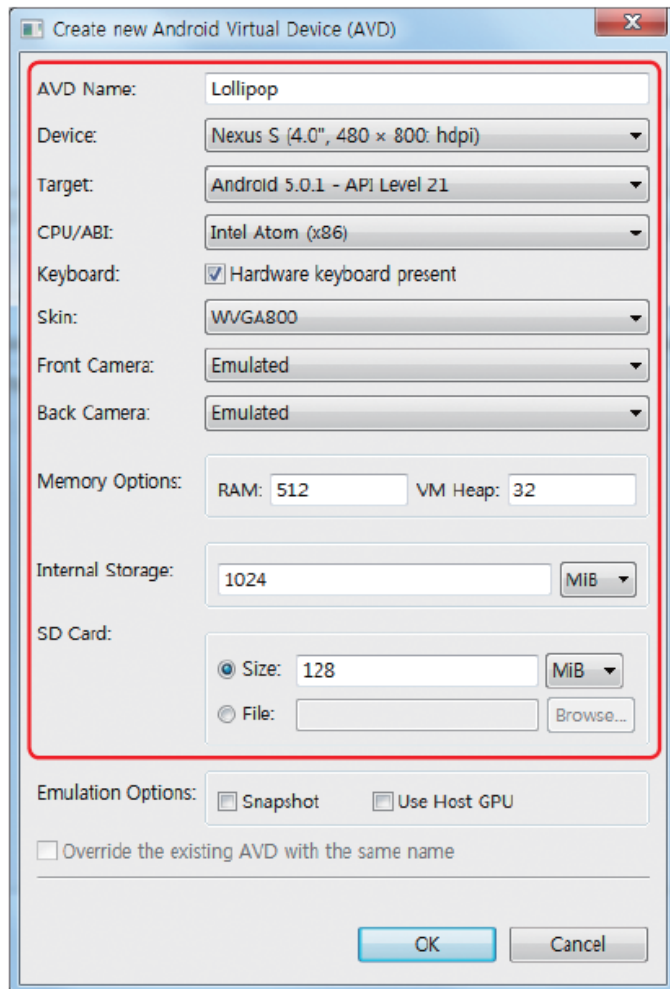 Create new Android Virtual Device (AVD)
AVD Name: Lollipop
Device: Nexus S (4.0", 480 × 800: hdpi)
Target: Android 5.0.1 - API Level 21
CPU/ABI: Intel Atom (x86)
Keyboard: Hardware keyboard present
Skin: WVGA800
Front Camera: Emulated
Back Camera: Emulated
Memory Options: RAM: 512 VM Heap: 32
Internal Storage: 1024 MiB
SD Card:
Size: 128 MiB
File: Browse...
Emulation Options: Snapshot Use Host GPU
Override the existing AVD with the same name
OK Cancel